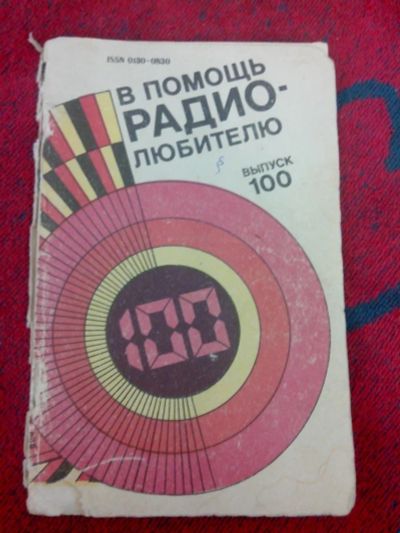 ISSN 0130-0830
В ПОМОЩЬ
РАДИО-
ЛЮБИТЕЛЮ
ВЫПУСК
100
100